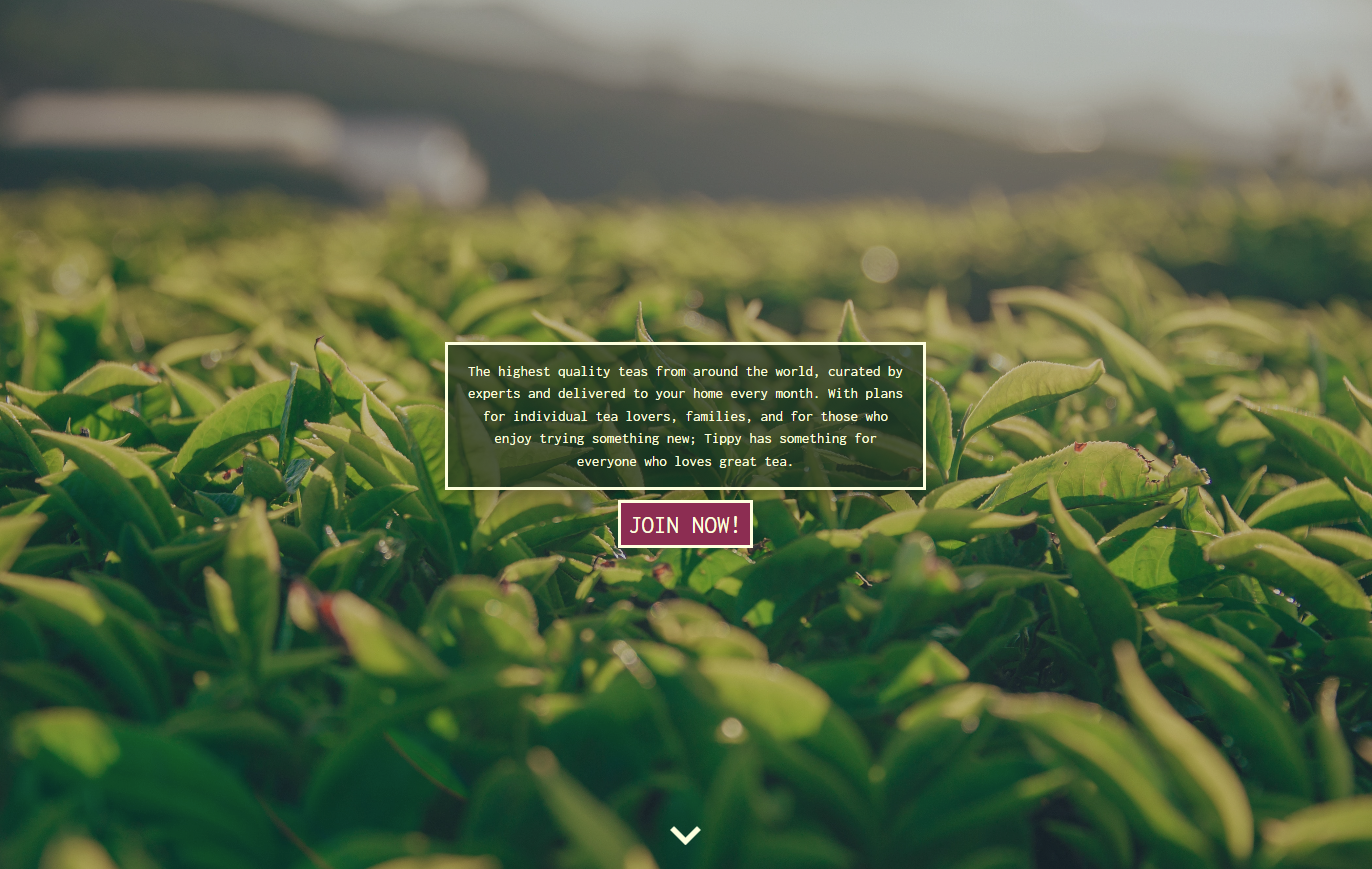 The highest quality teas from around the world, curated by
experts and delivered to your home every month. With plans
for individual tea lovers, families, and for those who
enjoy trying something new; Tippy has something for
everyone who loves great tea.
JOIN NOW!